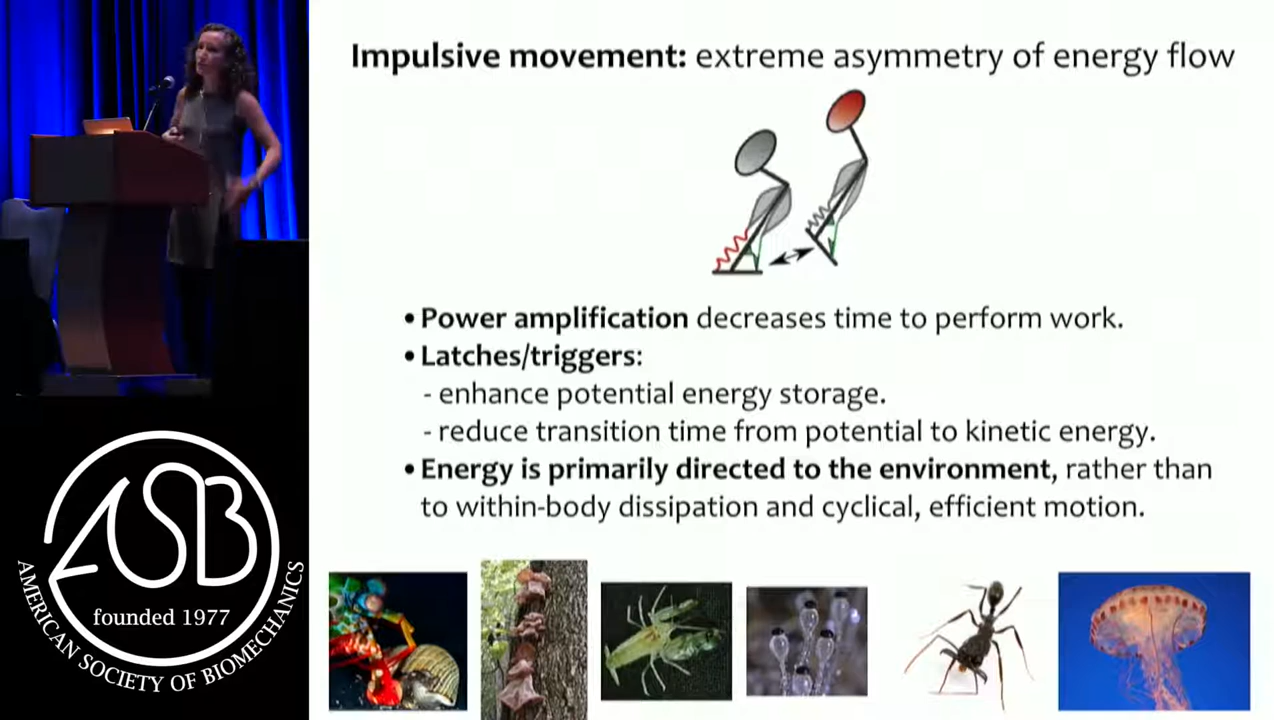 Impulsive movement: extreme asymmetry of energy flow
• Power amplification decreases time to perform work.
• Latches/triggers:
- enhance potential energy storage.
- reduce transition time from potential to kinetic energy.
• Energy is primarily directed to the environment, rather than
to within-body dissipation and cyclical, efficient motion.
ASB
founded 1977
AMERICAN SOCIETY OF BIOMECHANICS